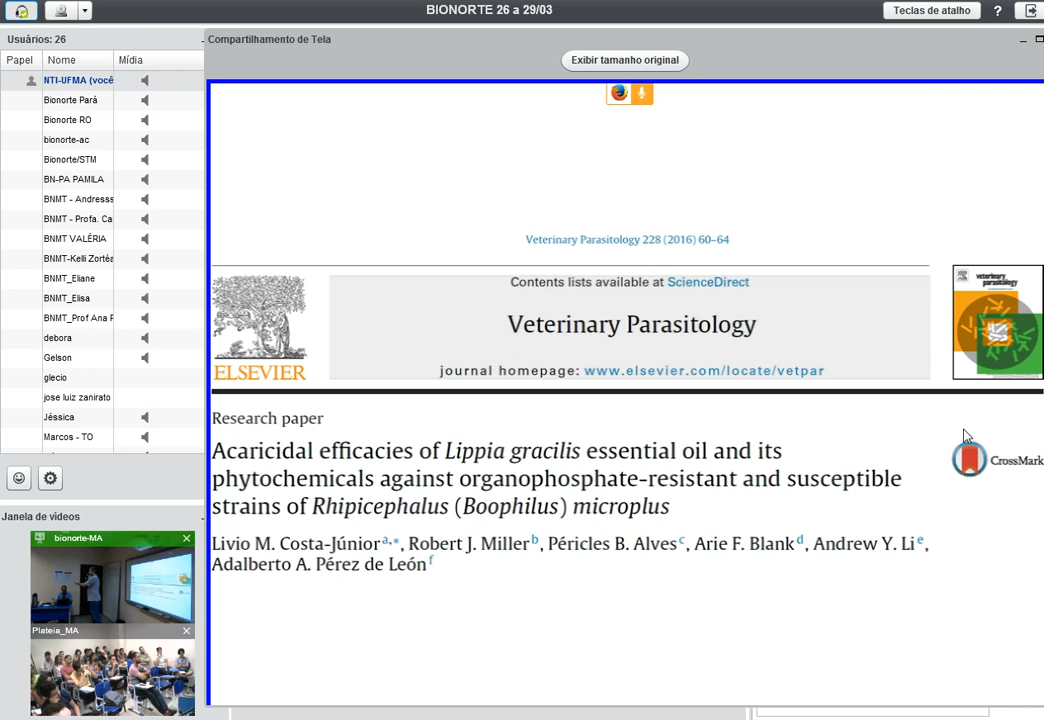 BIONORTE 26 a 29/03
Teclas de atalho
?
Usuários: 26
Compartilhamento de Tela
Papel Nome Mídia
Exibir tamanho original
NTI-UFMA (você
Bionorte Pará
Bionorte RO
bionorte-ac
Bionorte/STM
BN-PA PAMILA
BNMT - Andresss
BNMT - Profa. Ca
BNMT VALÉRIA
BNMT-Kelli Zortéa
BNMT_Eliane
BNMT_Elisa
BNMT_Prof Ana F
debora
Gelson
glecio
jose luiz zanirato
Jéssica
Marcos - TO
Janela de videos
bionorte-MA
Plateia_MA
Veterinary Parasitology 228 (2016) 60–64
Contents lists available at ScienceDirect
Veterinary Parasitology
journal homepage: www.elsevier.com/locate/vetpar
ELSEVIER
veterinary
parasitology
Research paper
Acaricidal efficacies of Lippia gracilis essential oil and its
phytochemicals against organophosphate-resistant and susceptible
strains of Rhipicephalus (Boophilus) microplus
CrossMark
Livio M. Costa-Júnior a,*, Robert J. Miller b, Péricles B. Alves c, Arie F. Blank d, Andrew Y. Li e,
Adalberto A. Pérez de León f